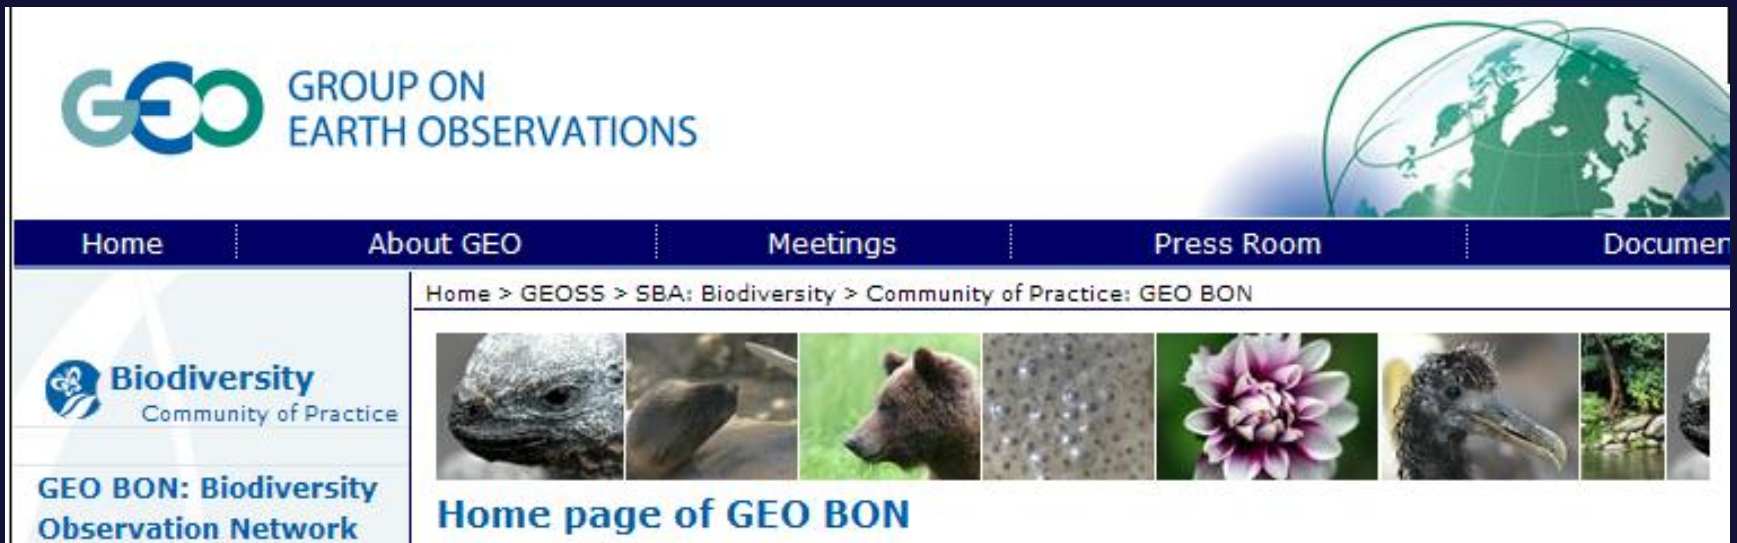 GEO
GROUP ON
EARTH OBSERVATIONS
Home
About GEO
Meetings
Press Room
Documen
Home > GEOSS > SBA: Biodiversity > Community of Practice: GEO BON
Biodiversity
Community of Practice
GEO BON: Biodiversity
Observation Network
Home page of GEO BON